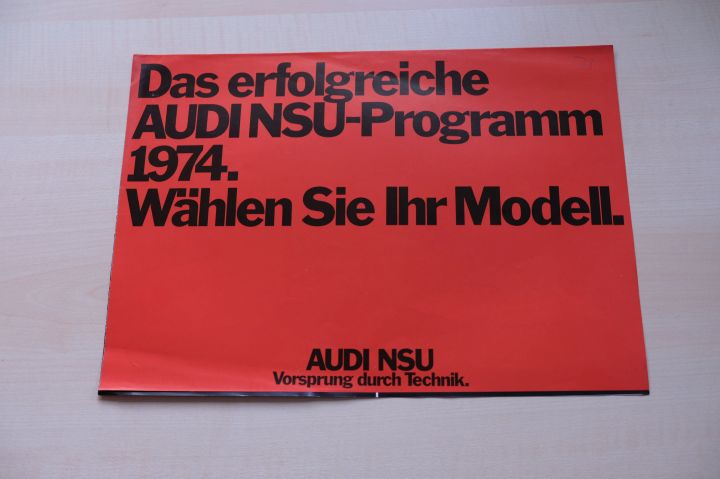 Das erfolgreiche
AUDI NSU-Programm
1974.
Wählen Sie Ihr Modell.
AUDI NSU
Vorsprung durch Technik.